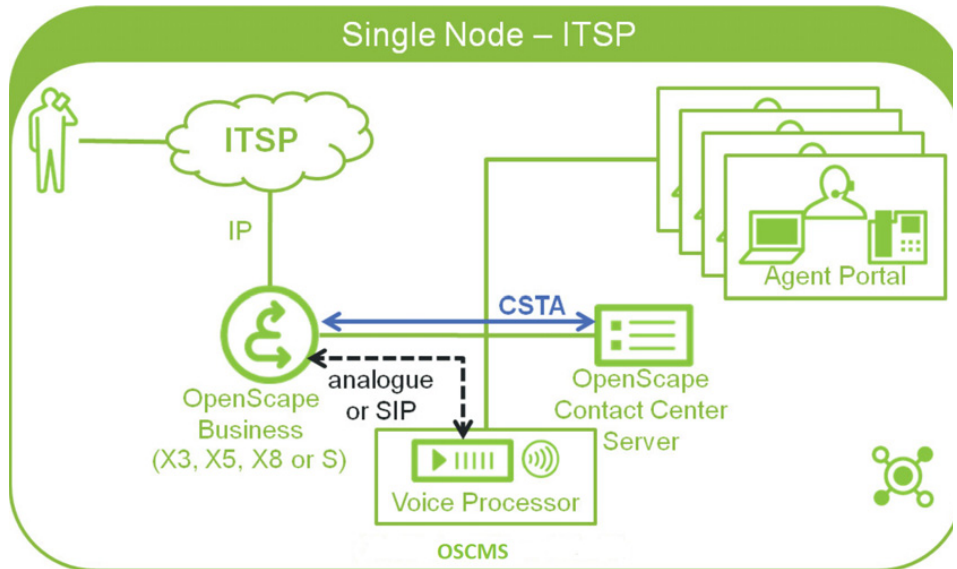 Single Node – ITSP
ITSP
IP
Agent Portal
CSTA
analogue
or SIP
OpenScape
Business
(X3, X5, X8 or S)
OpenScape
Contact Center
Server
Voice Processor
OSCMS